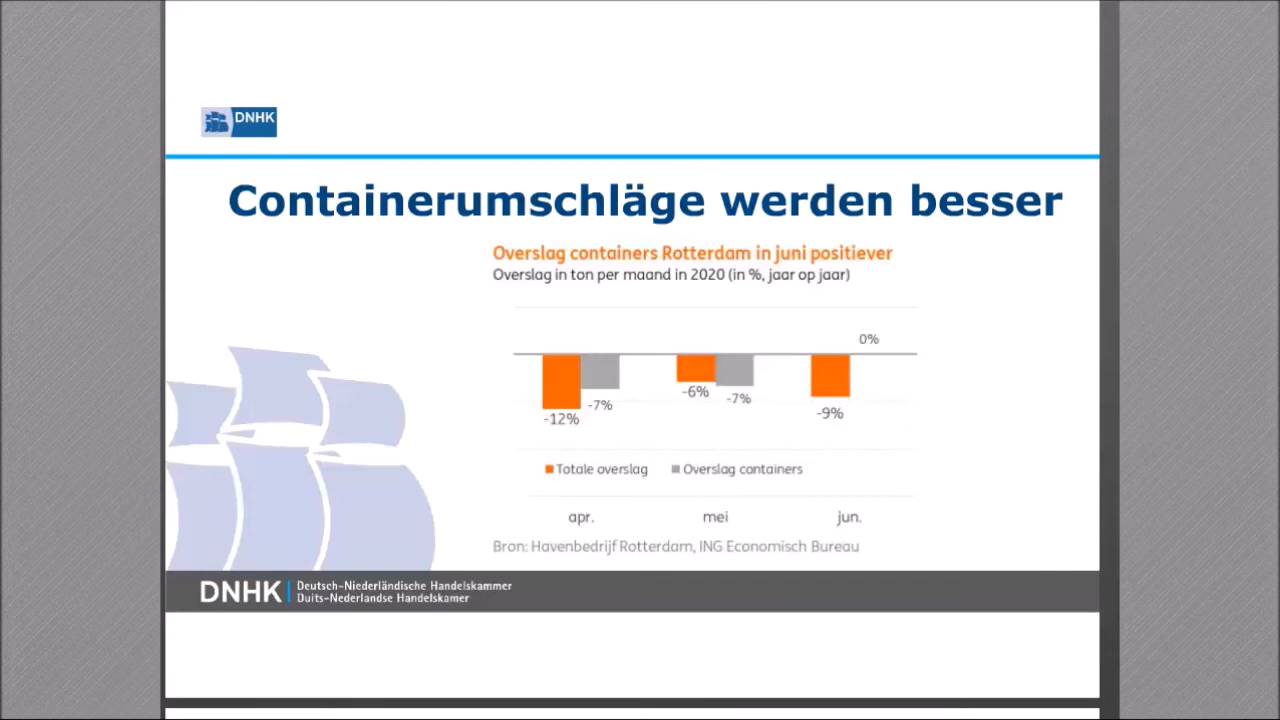 DNHK
Containerumschläge werden besser
Overslag containers Rotterdam in juni positiever
Overslag in ton per maand in 2020 (in %, jaar op jaar)
0%
-12%
-7%
-6%
-7%
-9%
Totale overslag
Overslag containers
apr.
mei
jun.
Bron: Havenbedrijf Rotterdam, ING Economisch Bureau
DNHK
Deutsch-Niederländische Handelskammer
Duits-Nederlandse Handelskamer